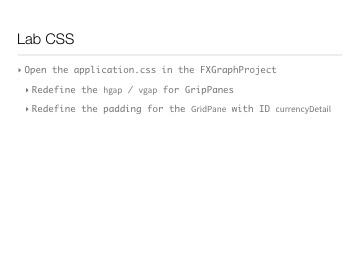 Lab CSS
‣ Open the application.css in the FXGraphProject
‣ Redefine the hgap / vgap for GripPanes
‣ Redefine the padding for the GridPane with ID currencyDetail